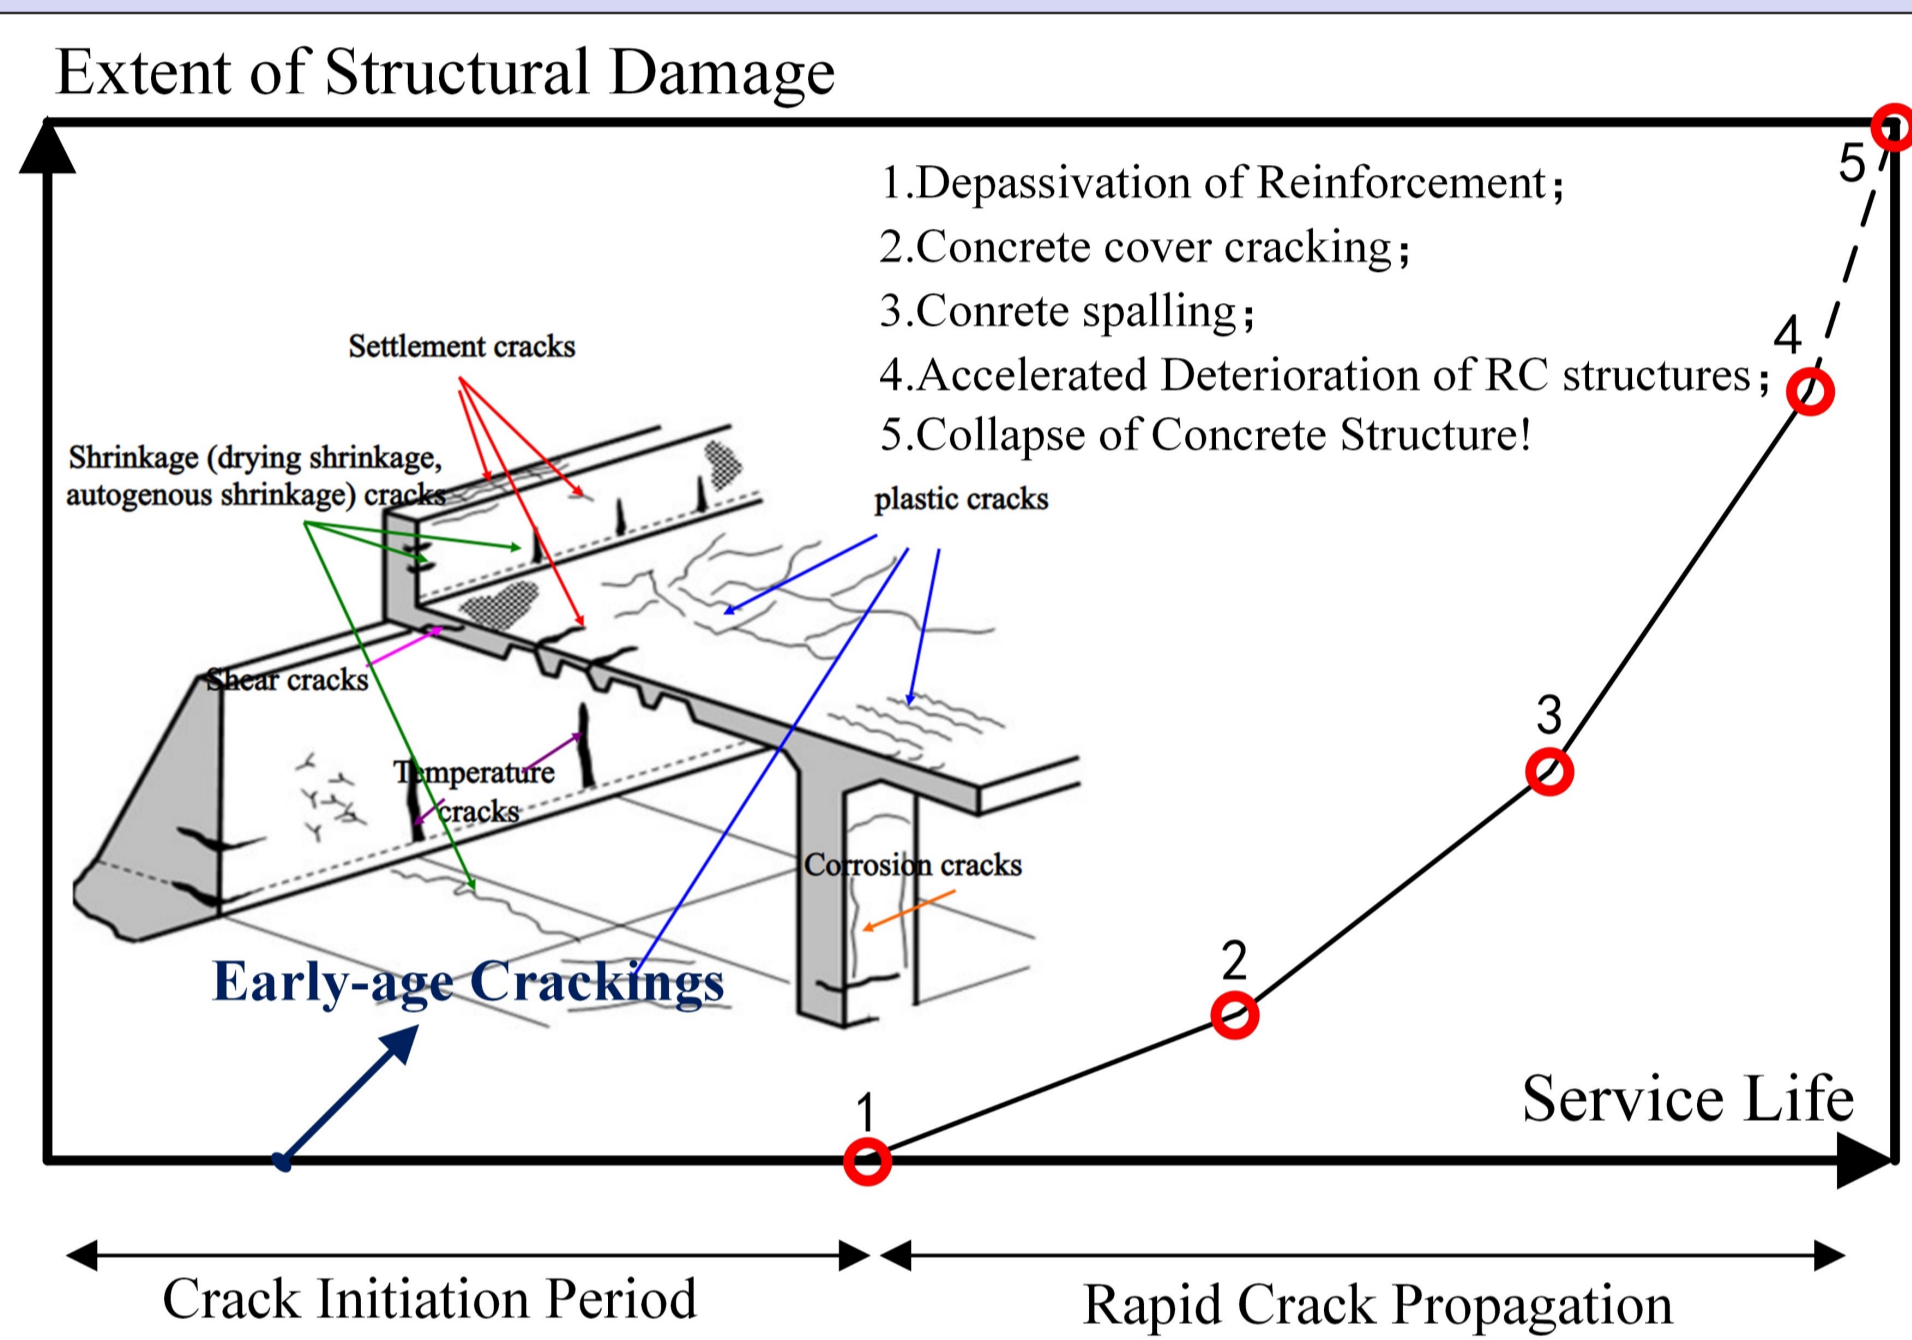 Extent of Structural Damage
5
1.Depassivation of Reinforcement;
2.Concrete cover cracking;
3.Conrete spalling;
4
4.Accelerated Deterioration of RC structures;
5.Collapse of Concrete Structure!
Settlement cracks
Shrinkage (drying shrinkage,
autogenous shrinkage) cracks
plastic cracks
Shear cracks
3
Temperature
cracks
Corrosion cracks
2
Early-age Crackings
1
Service Life
Crack Initiation Period
Rapid Crack Propagation